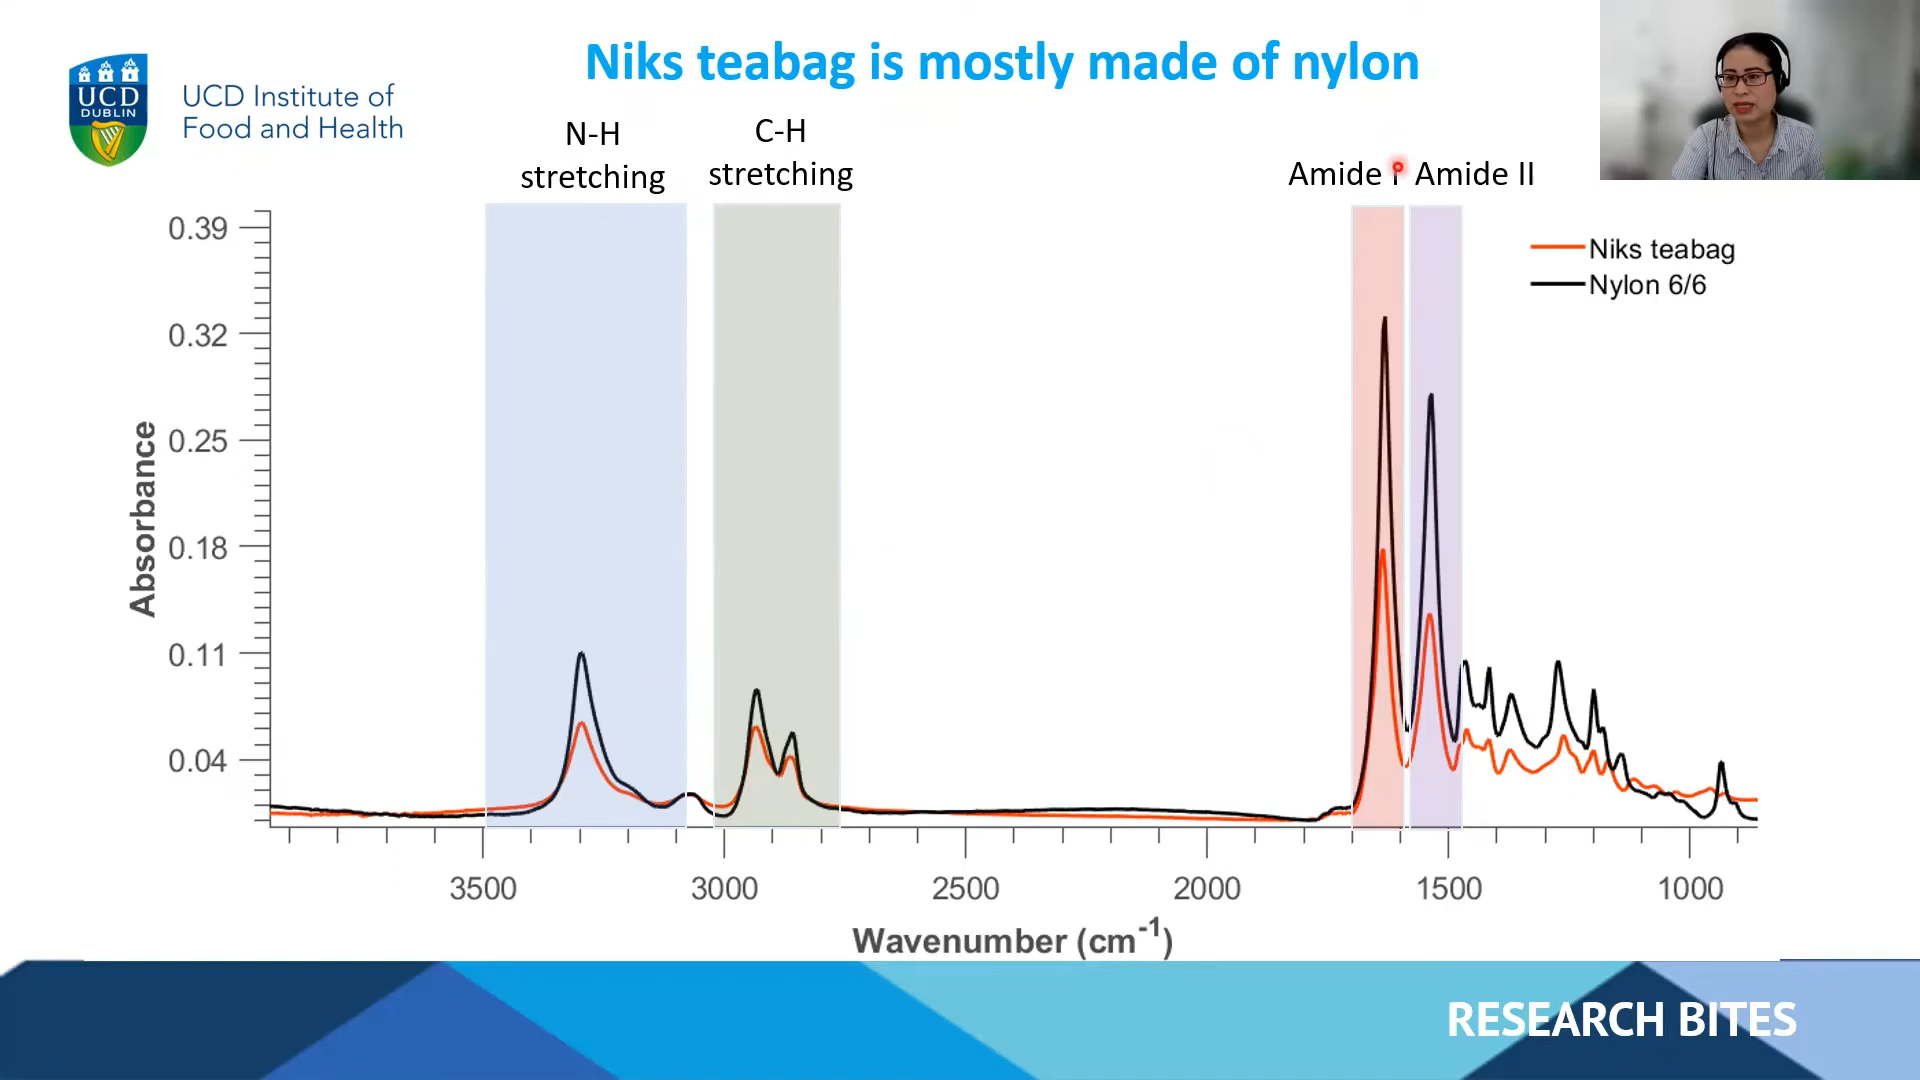 Niks teabag is mostly made of nylon
UCD
DUBLIN
UCD Institute of
Food and Health
N-H
stretching
C-H
stretching
Amide I
Amide II
Niks teabag
Nylon 6/6
Absorbance
0.39
0.32
0.25
0.18
0.11
0.04
3500
3000
2500
2000
1500
1000
Wavenumber (cm-1)
RESEARCH BITES